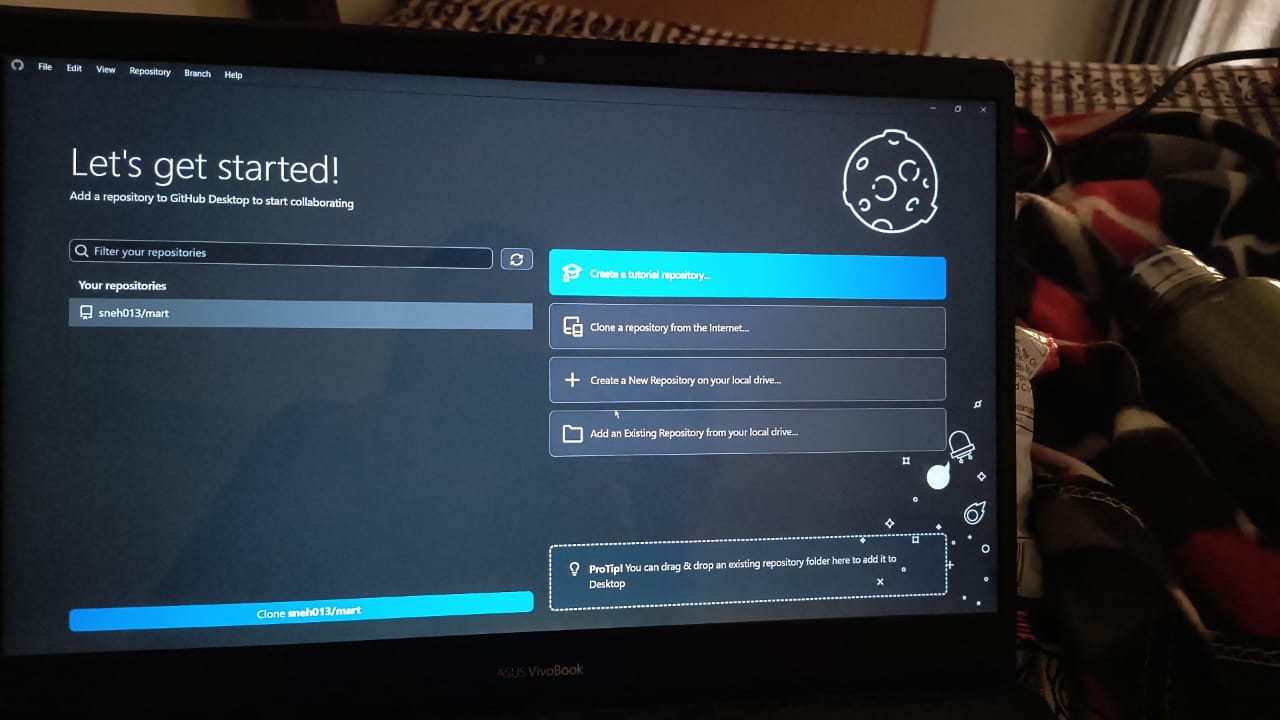 File Edit View Repository Branch Help
Let's get started!
Add a repository to GitHub Desktop to start collaborating
Filter your repositories
Your repositories
sneh013/mart
Clone sneh013/mart
Create a tutorial repository...
Clone a repository from the Internet...
Create a New Repository on your local drive...
Add an Existing Repository from your local drive...
ProTip! You can drag & drop an existing repository folder here to add it to
Desktop
ASUS VivoBook